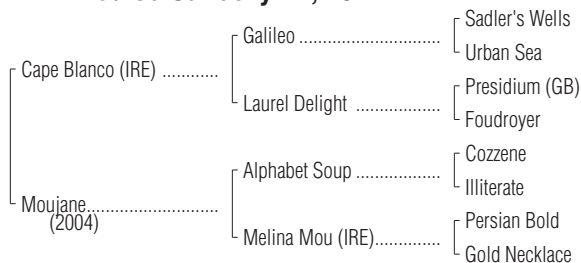 Sadler's Wells
Galileo ................................
Urban Sea
Cape Blanco (IRE) ............
Presidium (GB)
Laurel Delight ...................
Foudroyer
Cozzene
Alphabet Soup ...................
Illiterate
Moujane............................
(2004)
Persian Bold
Melina Mou (IRE)..............
Gold Necklace